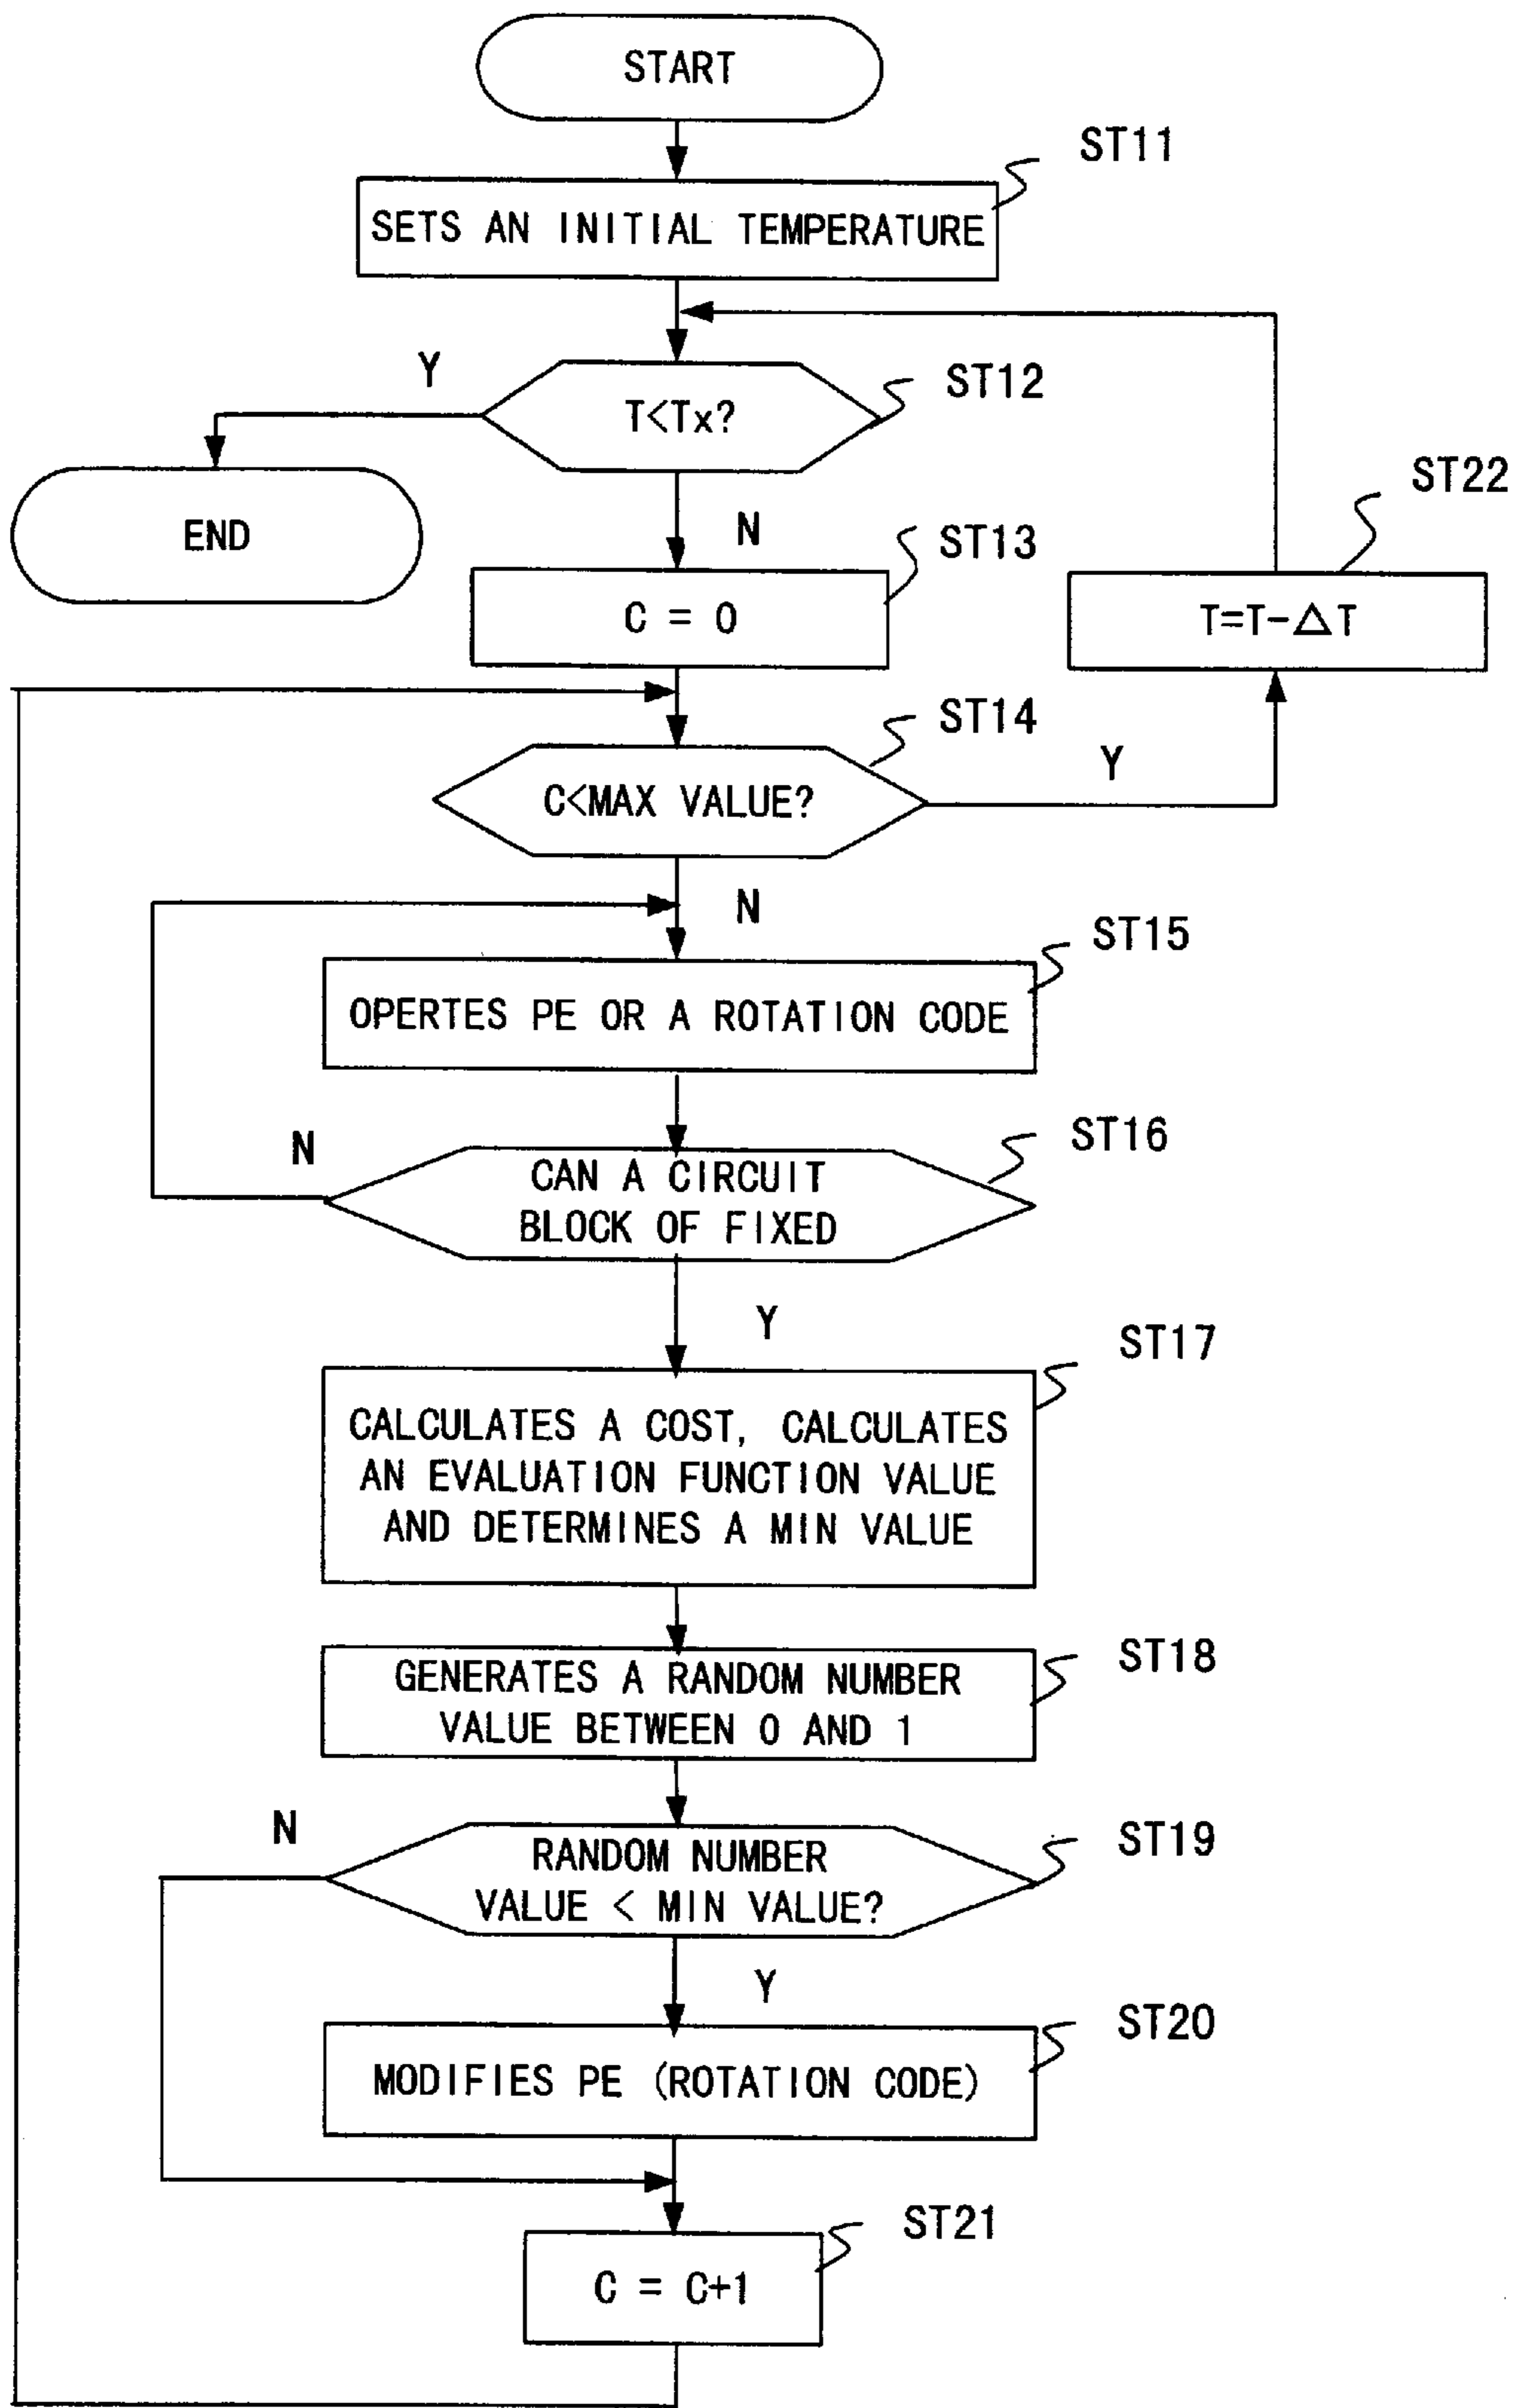 START
ST11
SETS AN INITIAL TEMPERATURE
Y
ST12
T<Tx?
ST22
END
N
ST13
C = 0
T=T-△T
ST14
Y
C<MAX VALUE?
N
ST15
OPERTES PE OR A ROTATION CODE
ST16
N
CAN A CIRCUIT
BLOCK OF FIXED
Y
ST17
CALCULATES A COST, CALCULATES
AN EVALUATION FUNCTION VALUE
AND DETERMINES A MIN VALUE
ST18
GENERATES A RANDOM NUMBER
VALUE BETWEEN 0 AND 1
N
ST19
RANDOM NUMBER
VALUE < MIN VALUE?
Y
ST20
MODIFIES PE (ROTATION CODE)
ST21
C = C+1